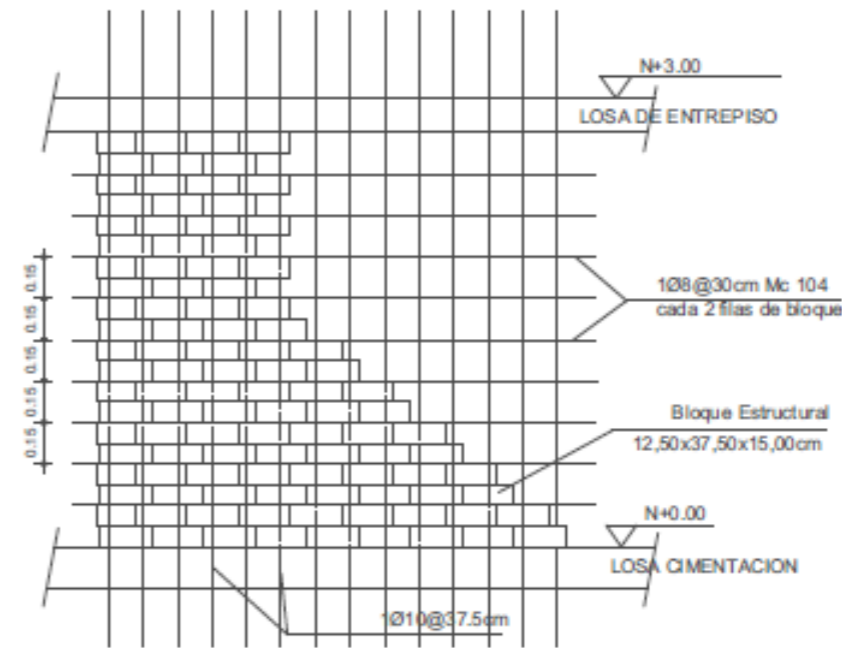 N+3.00
LOSA DE ENTREPISO
0.15
0.15
0.15
0.15
0.15
1Ø8@30cm Mc 104
cada 2 filas de bloque
Bloque Estructural
12,50x37,50x15,00cm
N+0.00
LOSA CIMENTACION
1Ø10@37.5cm